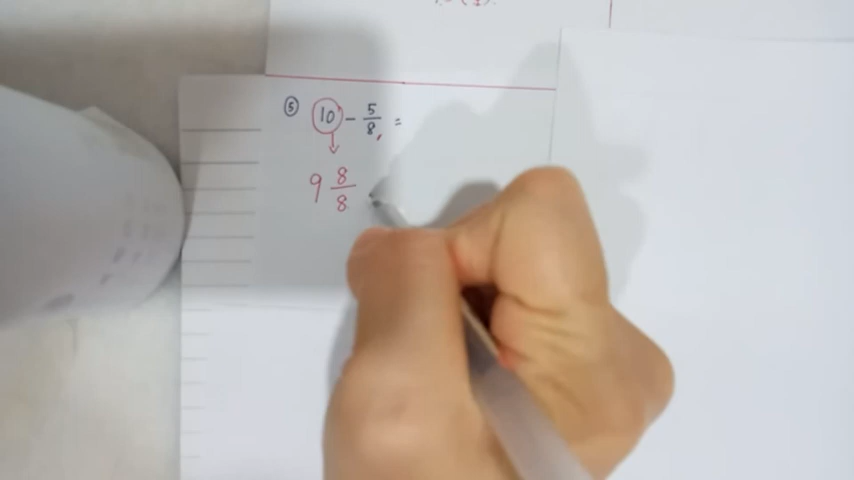 ⑤ 10 - 5/8 =
9 8/8